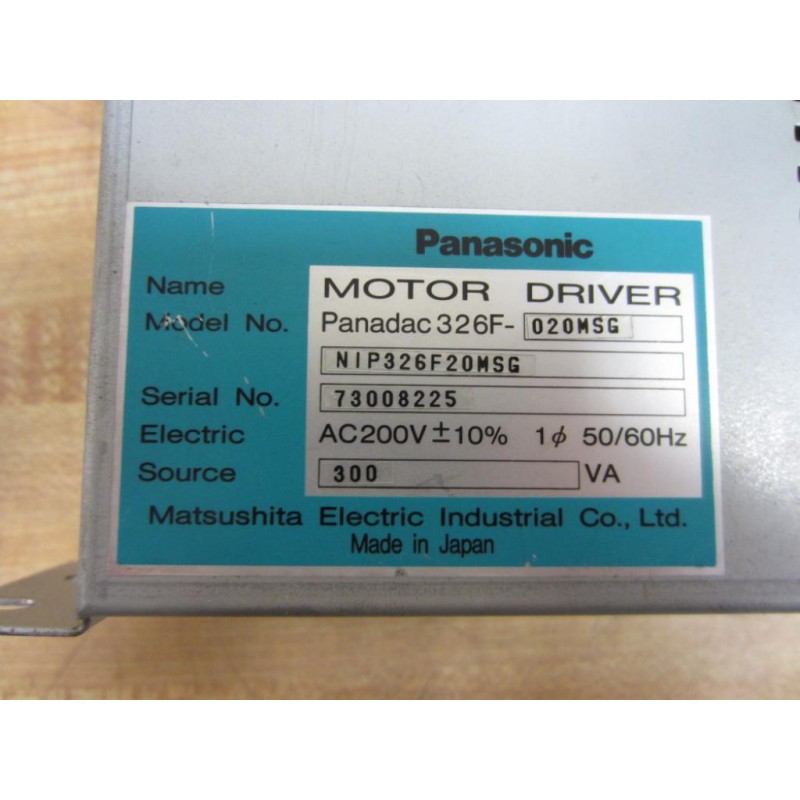 Panasonic
Name MOTOR DRIVER
Model No. Panadac 326F- 020MSG
NIP326F20MSG
Serial No. 73008225
Electric AC200V ±10% 1ϕ 50/60Hz
Source 300 VA
Matsushita Electric Industrial Co., Ltd.
Made in Japan